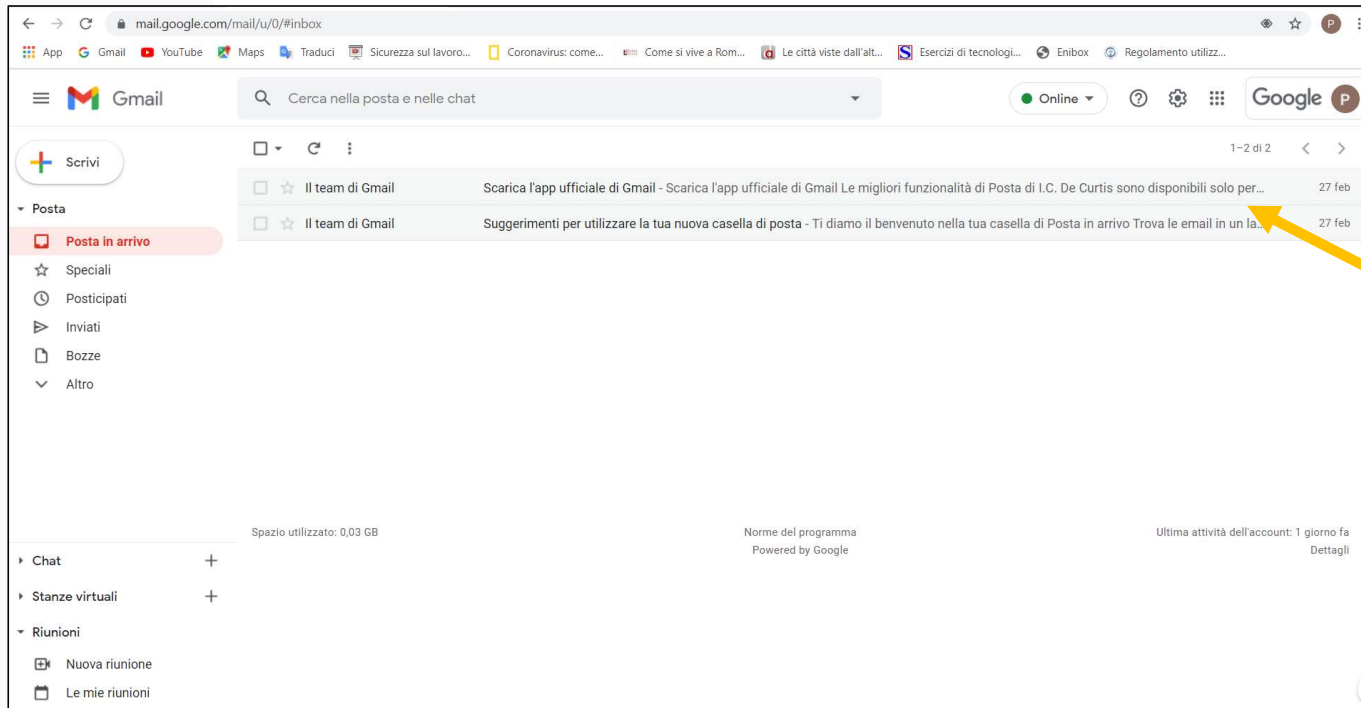 mail.google.com/mail/u/0/#inbox
P
App Gmail YouTube Maps Traduci Sicurezza sul lavoro... Coronavirus: come... Come si vive a Rom... Le città viste dall'alt... Esercizi di tecnologi... Enibox Regolamento utilizz...
Gmail Cerca nella posta e nelle chat Online Google P
Scrivi 1–2 di 2
Il team di Gmail Scarica l'app ufficiale di Gmail - Scarica l'app ufficiale di Gmail Le migliori funzionalità di Posta di I.C. De Curtis sono disponibili solo per... 27 feb
Posta
Il team di Gmail Suggerimenti per utilizzare la tua nuova casella di posta - Ti diamo il benvenuto nella tua casella di Posta in arrivo Trova le email in un la... 27 feb
Posta in arrivo
Speciali
Posticipati
Inviati
Bozze
Altro
Spazio utilizzato: 0,03 GB Norme del programma Ultima attività dell'account: 1 giorno fa
Powered by Google Dettagli
Chat
Stanze virtuali
Riunioni
Nuova riunione
Le mie riunioni